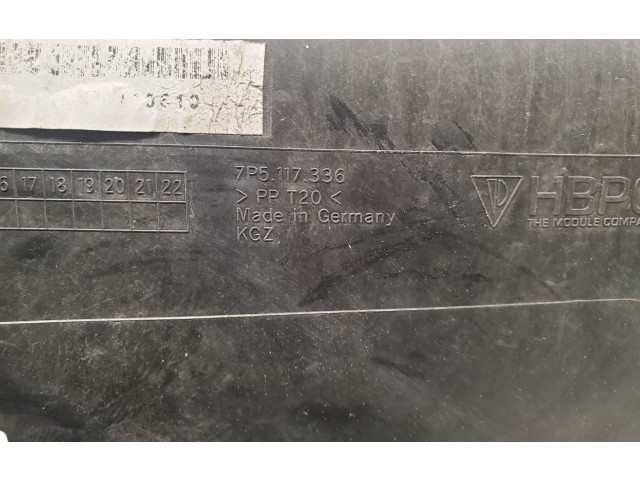 7P5.117.336
16 17 18 19 20 21 22
> PP T20 <
Made in Germany
KGZ
HBPO
THE MODULE COMPA